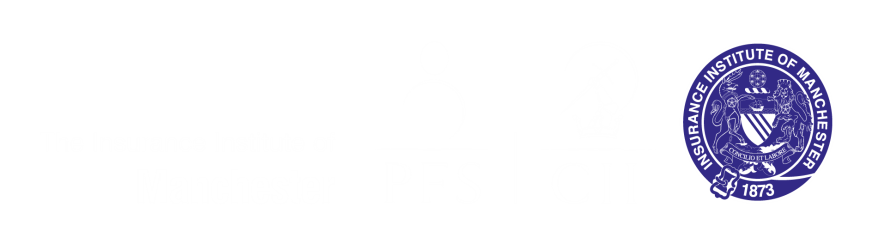 INSURANCE INSTITUTE OF MANCHESTER
CONCILIO ET LABORE
1873